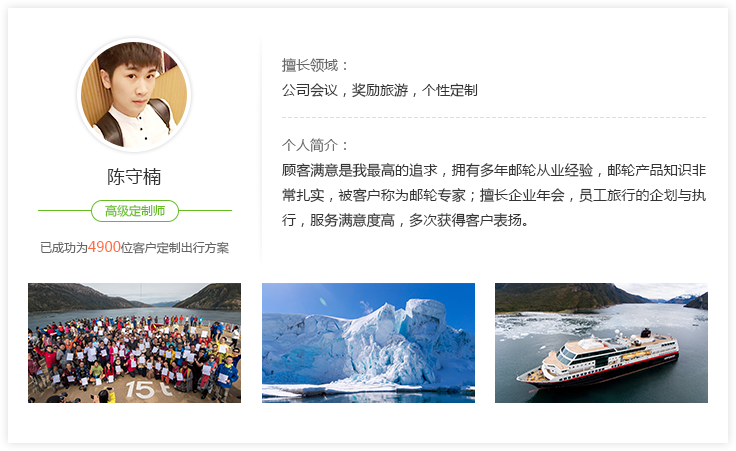 陈守楠
高级定制师
已成功为4900位客户定制出行方案
擅长领域：
公司会议，奖励旅游，个性定制
个人简介：
顾客满意是我最高的追求，拥有多年邮轮从业经验，邮轮产品知识非
常扎实，被客户称为邮轮专家；擅长企业年会，员工旅行的企划与执
行，服务满意度高，多次获得客户表扬。